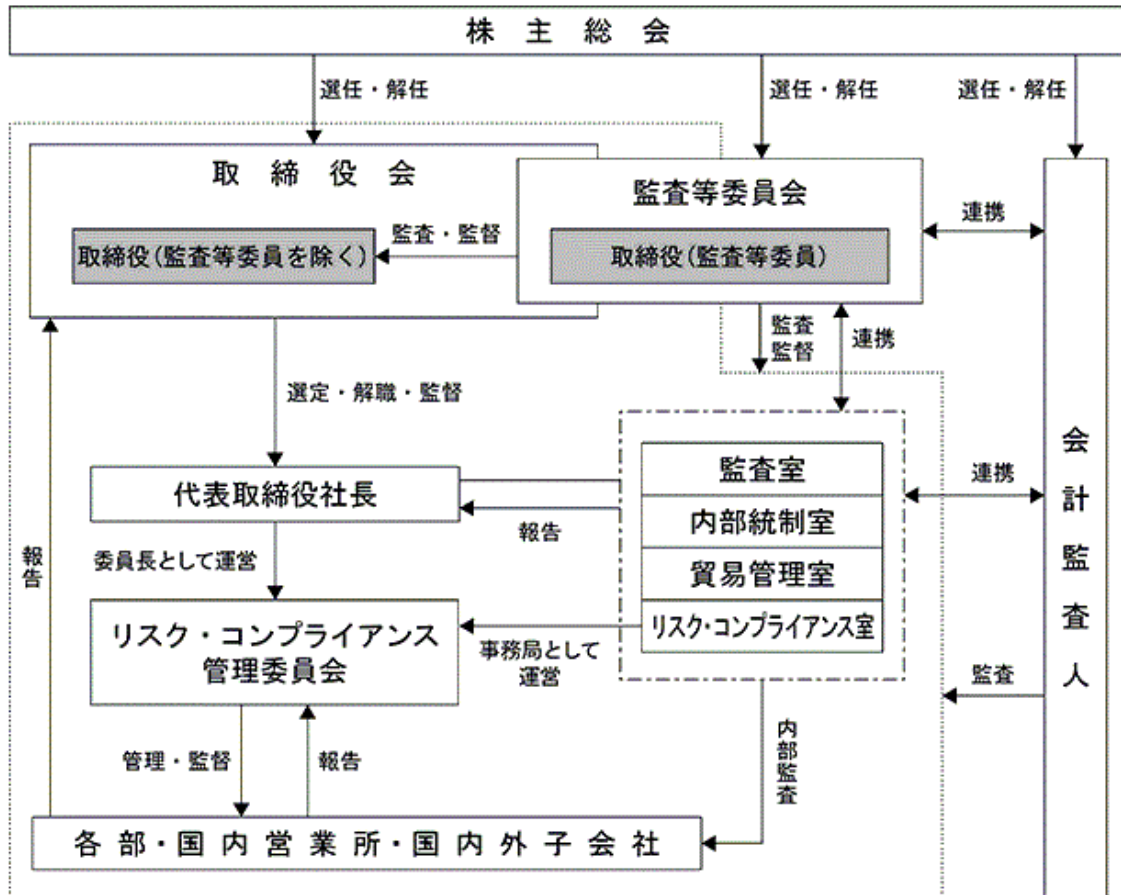 株主総会
選任・解任
選任・解任
選任・解任
取締役会
監査等委員会
取締役(監査等委員を除く)
監査・監督
取締役(監査等委員)
連携
監査
監督
連携
選定・解職・監督
代表取締役社長
報告
監査室
内部統制室
貿易管理室
リスク・コンプライアンス室
連携
会計監査人
報告
委員長として運営
リスク・コンプライアンス
管理委員会
事務局として
運営
監査
管理・監督
報告
内部監査
各部・国内営業所・国内外子会社